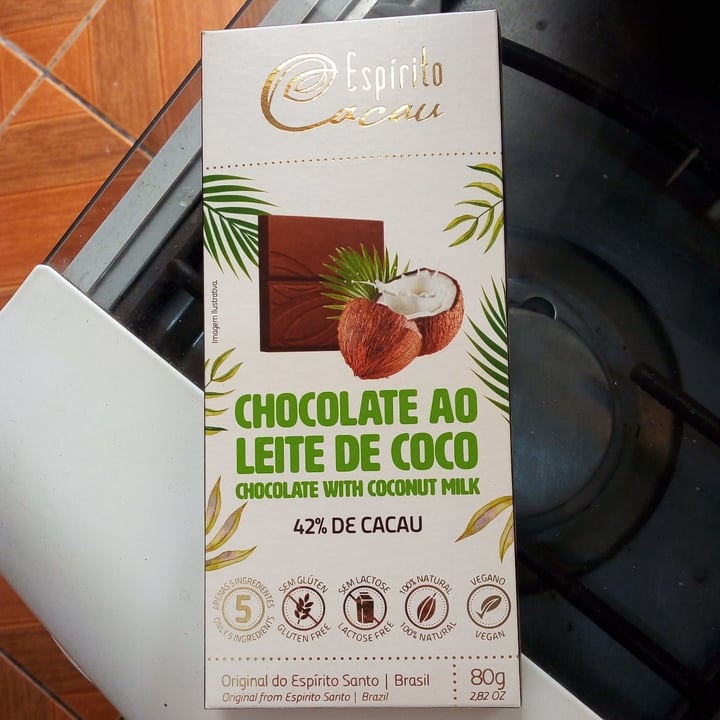 Espírito
Cacau
Imagem Ilustrativa.
CHOCOLATE AO
LEITE DE COCO
CHOCOLATE WITH COCONUT MILK
42% DE CACAU
APENAS 5 INGREDIENTES
5
ONLY 5 INGREDIENTS
SEM GLÚTEN
GLUTEN FREE
SEM LACTOSE
LACTOSE FREE
100% NATURAL
100% NATURAL
VEGANO
VEGAN
Original do Espírito Santo | Brasil
Original from Espirito Santo | Brazil
80g
2,82 OZ